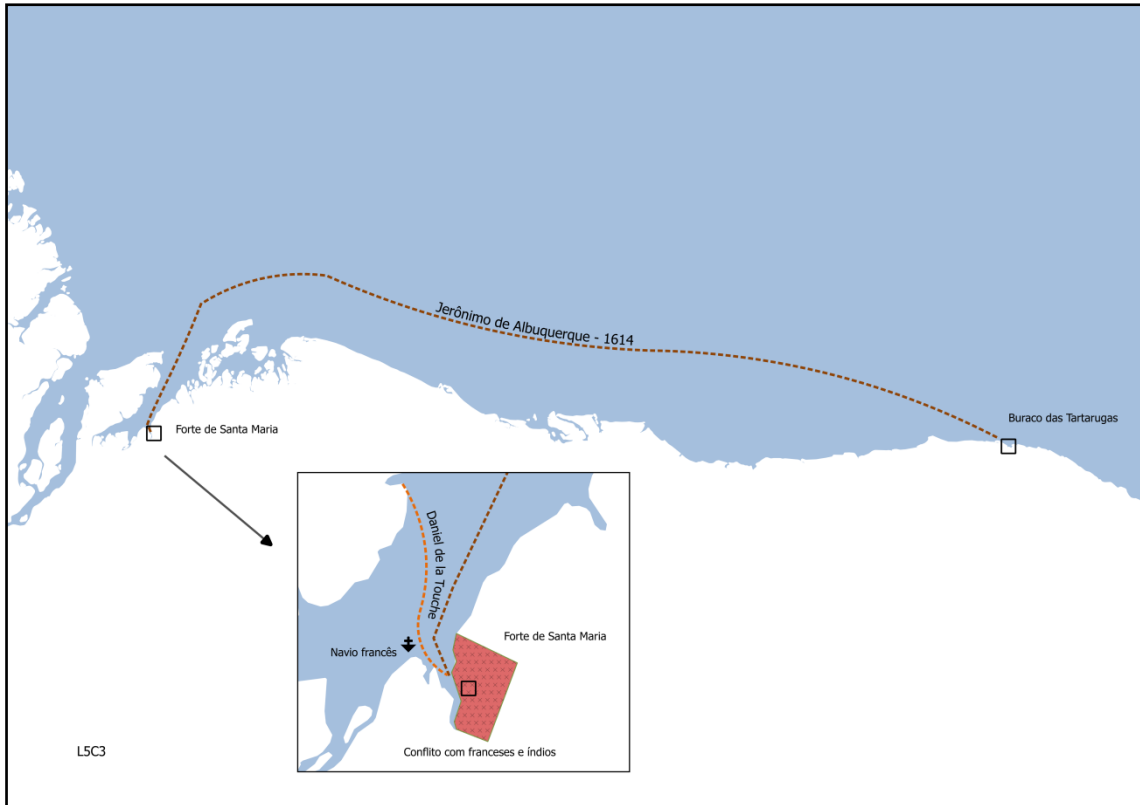 Jerônimo de Albuquerque - 1614
Buraco das Tartarugas
Forte de Santa Maria
Daniel de la Touche
Forte de Santa Maria
Navio francês
Conflito com franceses e índios
L5C3